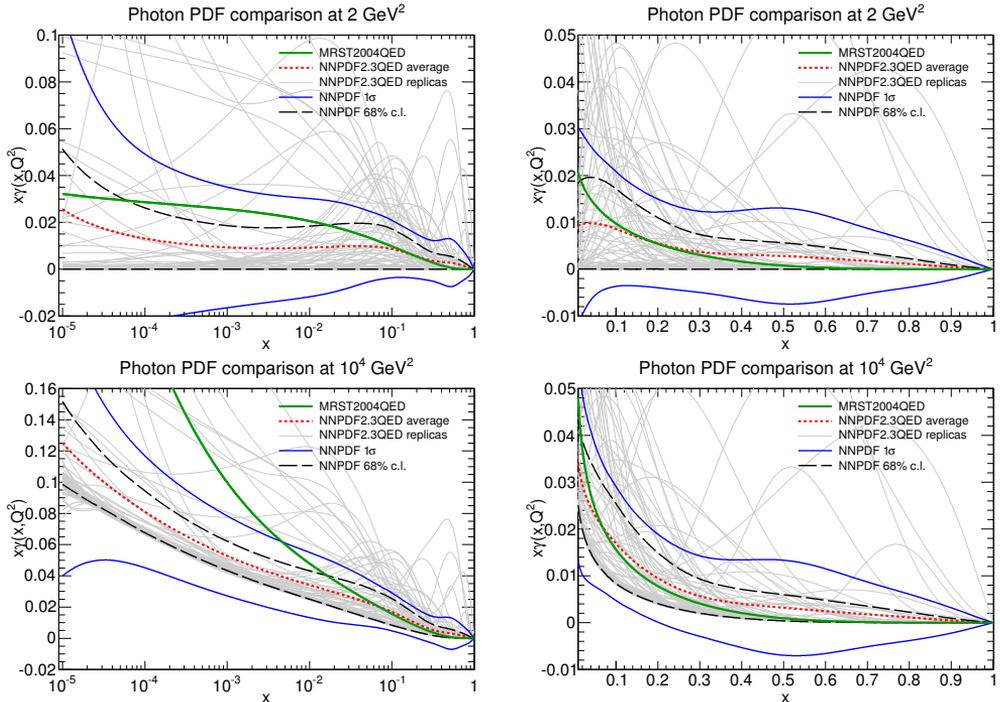 Photon PDF comparison at 2 GeV²
xγ(x,Q²)
0.1
0.08
0.06
0.04
0.02
0
-0.02
MRST2004QED
NNPDF2.3QED average
NNPDF2.3QED replicas
NNPDF 1σ
NNPDF 68% c.l.
10⁻⁵ 10⁻⁴ 10⁻³ 10⁻² 10⁻¹ 1
x
Photon PDF comparison at 2 GeV²
xγ(x,Q²)
0.05
0.04
0.03
0.02
0.01
0
-0.01
MRST2004QED
NNPDF2.3QED average
NNPDF2.3QED replicas
NNPDF 1σ
NNPDF 68% c.l.
0.1 0.2 0.3 0.4 0.5 0.6 0.7 0.8 0.9 1
x
Photon PDF comparison at 10⁴ GeV²
xγ(x,Q²)
0.16
0.14
0.12
0.1
0.08
0.06
0.04
0.02
0
-0.02
MRST2004QED
NNPDF2.3QED average
NNPDF2.3QED replicas
NNPDF 1σ
NNPDF 68% c.l.
10⁻⁵ 10⁻⁴ 10⁻³ 10⁻² 10⁻¹ 1
x
Photon PDF comparison at 10⁴ GeV²
xγ(x,Q²)
0.05
0.04
0.03
0.02
0.01
0
-0.01
MRST2004QED
NNPDF2.3QED average
NNPDF2.3QED replicas
NNPDF 1σ
NNPDF 68% c.l.
0.1 0.2 0.3 0.4 0.5 0.6 0.7 0.8 0.9 1
x